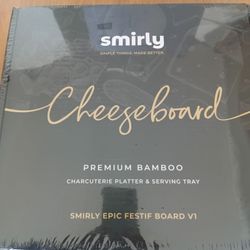 smirly
SIMPLE THINGS. MADE BETTER.
Cheeseboard
PREMIUM BAMBOO
CHARCUTERIE PLATTER & SERVING TRAY
SMIRLY EPIC FESTIF BOARD V1